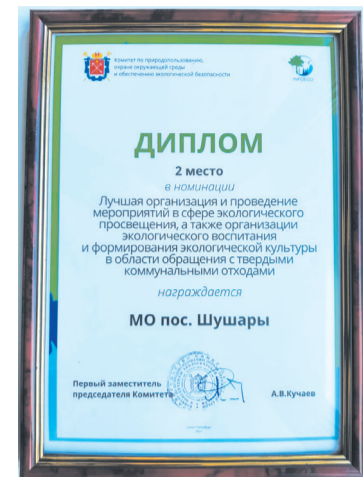 Комитет по природопользованию,
охране окружающей среды
и обеспечению экологической безопасности
ДИПЛОМ
2 место
в номинации
Лучшая организация и проведение
мероприятий в сфере экологического
просвещения, а также организации
экологического воспитания
и формирования экологической культуры
в области обращения с твердыми
коммунальными отходами
награждается
МО пос. Шушары
Первый заместитель
председателя Комитета
А.В.Кучаев